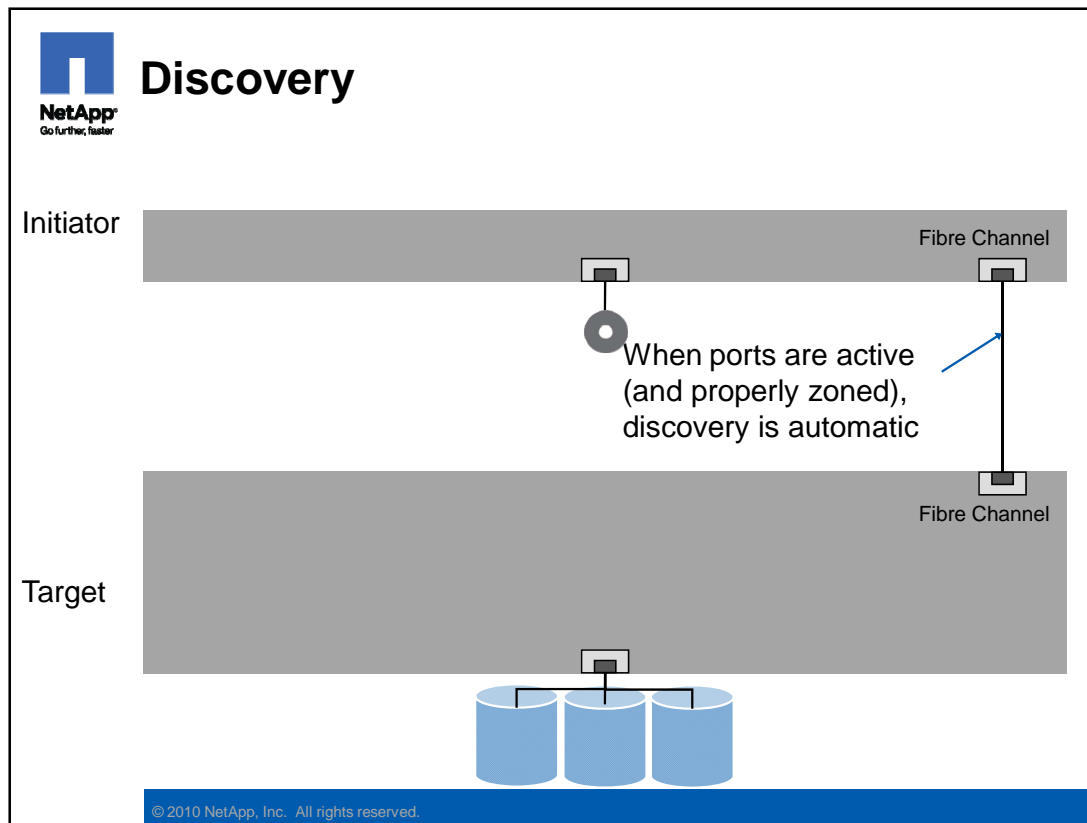 Discovery
NetApp®
Go further, faster
Initiator
Fibre Channel
When ports are active
(and properly zoned),
discovery is automatic
Fibre Channel
Target
© 2010 NetApp, Inc. All rights reserved.